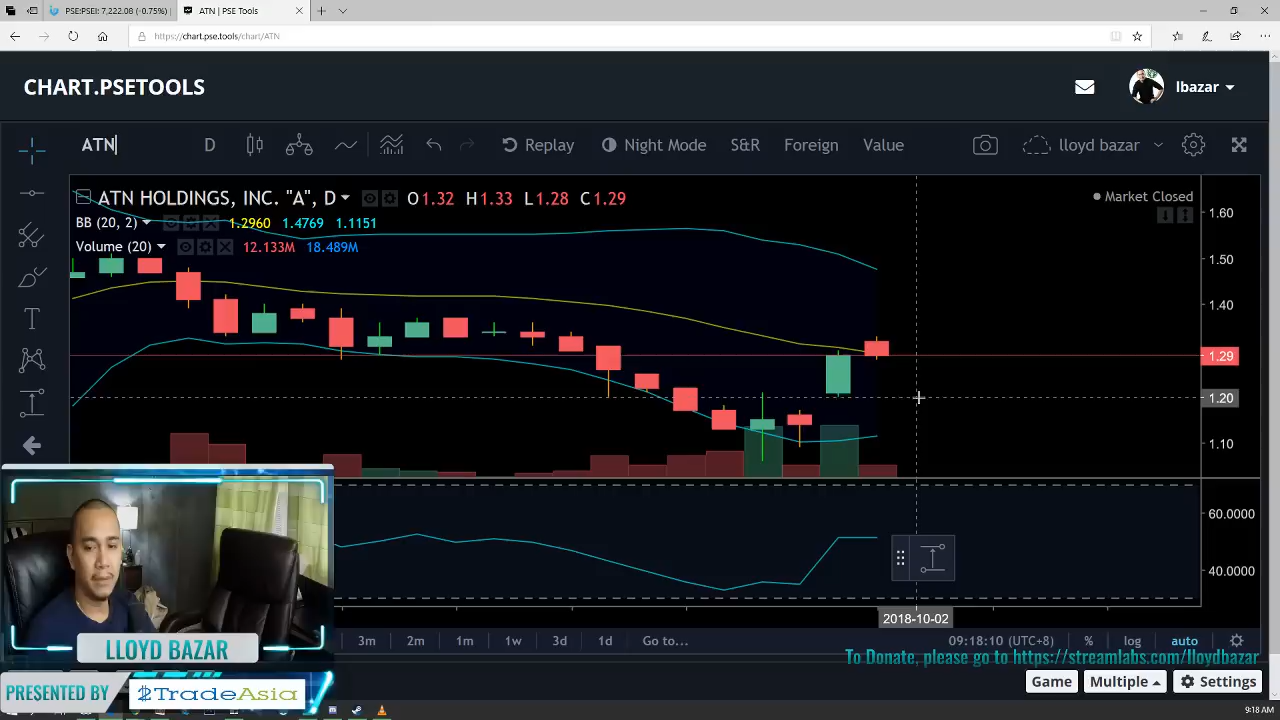 PSE:PSEI: 7,222.08 (-0.75%)
ATN | PSE Tools
https://chart.pse.tools/chart/ATN
CHART.PSETOOLS
lbazar
ATN
D
Replay
Night Mode
S&R
Foreign
Value
lloyd bazar
ATN HOLDINGS, INC. "A", D
O1.32 H1.33 L1.28 C1.29
Market Closed
BB (20, 2) 1.2960 1.4769 1.1151
Volume (20) 12.133M 18.489M
1.60
1.50
1.40
1.29
1.20
1.10
60.0000
40.0000
2018-10-02
3m 2m 1m 1w 3d 1d Go to...
09:18:10 (UTC+8) % log auto
To Donate, please go to https://streamlabs.com/lloydbazar
LLOYD BAZAR
PRESENTED BY
$TradeAsia
Game
Multiple
Settings
9:18 AM